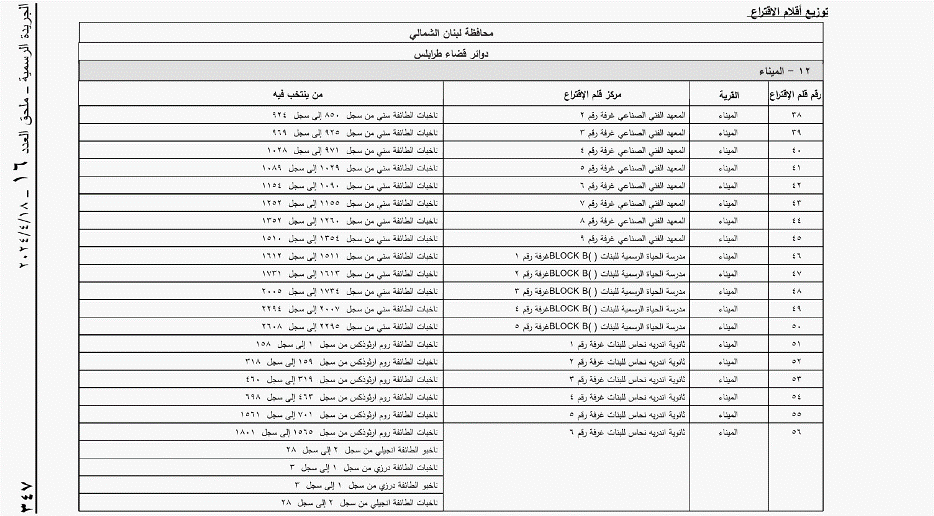 توزيع أقلام الإقتراع
محافظة لبنان الشمالي
دوائر قضاء طرابلس
١٢ - الميناء
رقم قلم الإقتراع القرية مركز قلم الإقتراع من ينتخب فيه
٣٨ الميناء المعهد الفني الصناعي غرفة رقم ٢ ناخبات الطائفة سني من سجل ٨٥٠ إلى سجل ٩٢٤
٣٩ الميناء المعهد الفني الصناعي غرفة رقم ٣ ناخبات الطائفة سني من سجل ٩٢٥ إلى سجل ٩٦٩
٤٠ الميناء المعهد الفني الصناعي غرفة رقم ٤ ناخبات الطائفة سني من سجل ٩٧١ إلى سجل ١٠٢٨
٤١ الميناء المعهد الفني الصناعي غرفة رقم ٥ ناخبات الطائفة سني من سجل ١٠٢٩ إلى سجل ١٠٨٩
٤٢ الميناء المعهد الفني الصناعي غرفة رقم ٦ ناخبات الطائفة سني من سجل ١٠٩٠ إلى سجل ١١٥٤
٤٣ الميناء المعهد الفني الصناعي غرفة رقم ٧ ناخبات الطائفة سني من سجل ١١٥٥ إلى سجل ١٢٥٢
٤٤ الميناء المعهد الفني الصناعي غرفة رقم ٨ ناخبات الطائفة سني من سجل ١٢٦٠ إلى سجل ١٣٥٢
٤٥ الميناء المعهد الفني الصناعي غرفة رقم ٩ ناخبات الطائفة سني من سجل ١٣٥٤ إلى سجل ١٥١٠
٤٦ الميناء مدرسة الحياة الرسمية للبنات ( )BLOCK Bغرفة رقم ١ ناخبات الطائفة سني من سجل ١٥١١ إلى سجل ١٦١٢
٤٧ الميناء مدرسة الحياة الرسمية للبنات ( )BLOCK Bغرفة رقم ٢ ناخبات الطائفة سني من سجل ١٦١٣ إلى سجل ١٧٣١
٤٨ الميناء مدرسة الحياة الرسمية للبنات ( )BLOCK Bغرفة رقم ٣ ناخبات الطائفة سني من سجل ١٧٣٤ إلى سجل ٢٠٠٥
٤٩ الميناء مدرسة الحياة الرسمية للبنات ( )BLOCK Bغرفة رقم ٤ ناخبات الطائفة سني من سجل ٢٠٠٧ إلى سجل ٢٢٩٤
٥٠ الميناء مدرسة الحياة الرسمية للبنات ( )BLOCK Bغرفة رقم ٥ ناخبات الطائفة سني من سجل ٢٢٩٥ إلى سجل ٢٦٠٨
٥١ الميناء ثانوية اندريه نحاس للبنات غرفة رقم ١ ناخبات الطائفة روم ارثوذكس من سجل ١ إلى سجل ١٥٨
٥٢ الميناء ثانوية اندريه نحاس للبنات غرفة رقم ٢ ناخبات الطائفة روم ارثوذكس من سجل ١٥٩ إلى سجل ٣١٨
٥٣ الميناء ثانوية اندريه نحاس للبنات غرفة رقم ٣ ناخبات الطائفة روم ارثوذكس من سجل ٣١٩ إلى سجل ٤٦٠
٥٤ الميناء ثانوية اندريه نحاس للبنات غرفة رقم ٤ ناخبات الطائفة روم ارثوذكس من سجل ٤٦٣ إلى سجل ٦٩٨
٥٥ الميناء ثانوية اندريه نحاس للبنات غرفة رقم ٥ ناخبات الطائفة روم ارثوذكس من سجل ٧٠١ إلى سجل ١٥٦١
٥٦ الميناء ثانوية اندريه نحاس للبنات غرفة رقم ٦ ناخبات الطائفة روم ارثوذكس من سجل ١٥٦٥ إلى سجل ١٨٠١
ناخبو الطائفة انجيلي من سجل ٢ إلى سجل ٢٨
ناخبات الطائفة درزي من سجل ١ إلى سجل ٣
ناخبو الطائفة درزي من سجل ١ إلى سجل ٣
ناخبات الطائفة انجيلي من سجل ٢ إلى سجل ٢٨
الجريدة الرسمية - ملحق العدد ١٦ - ٢٠٢٤/٤/١٨
٣٤٧